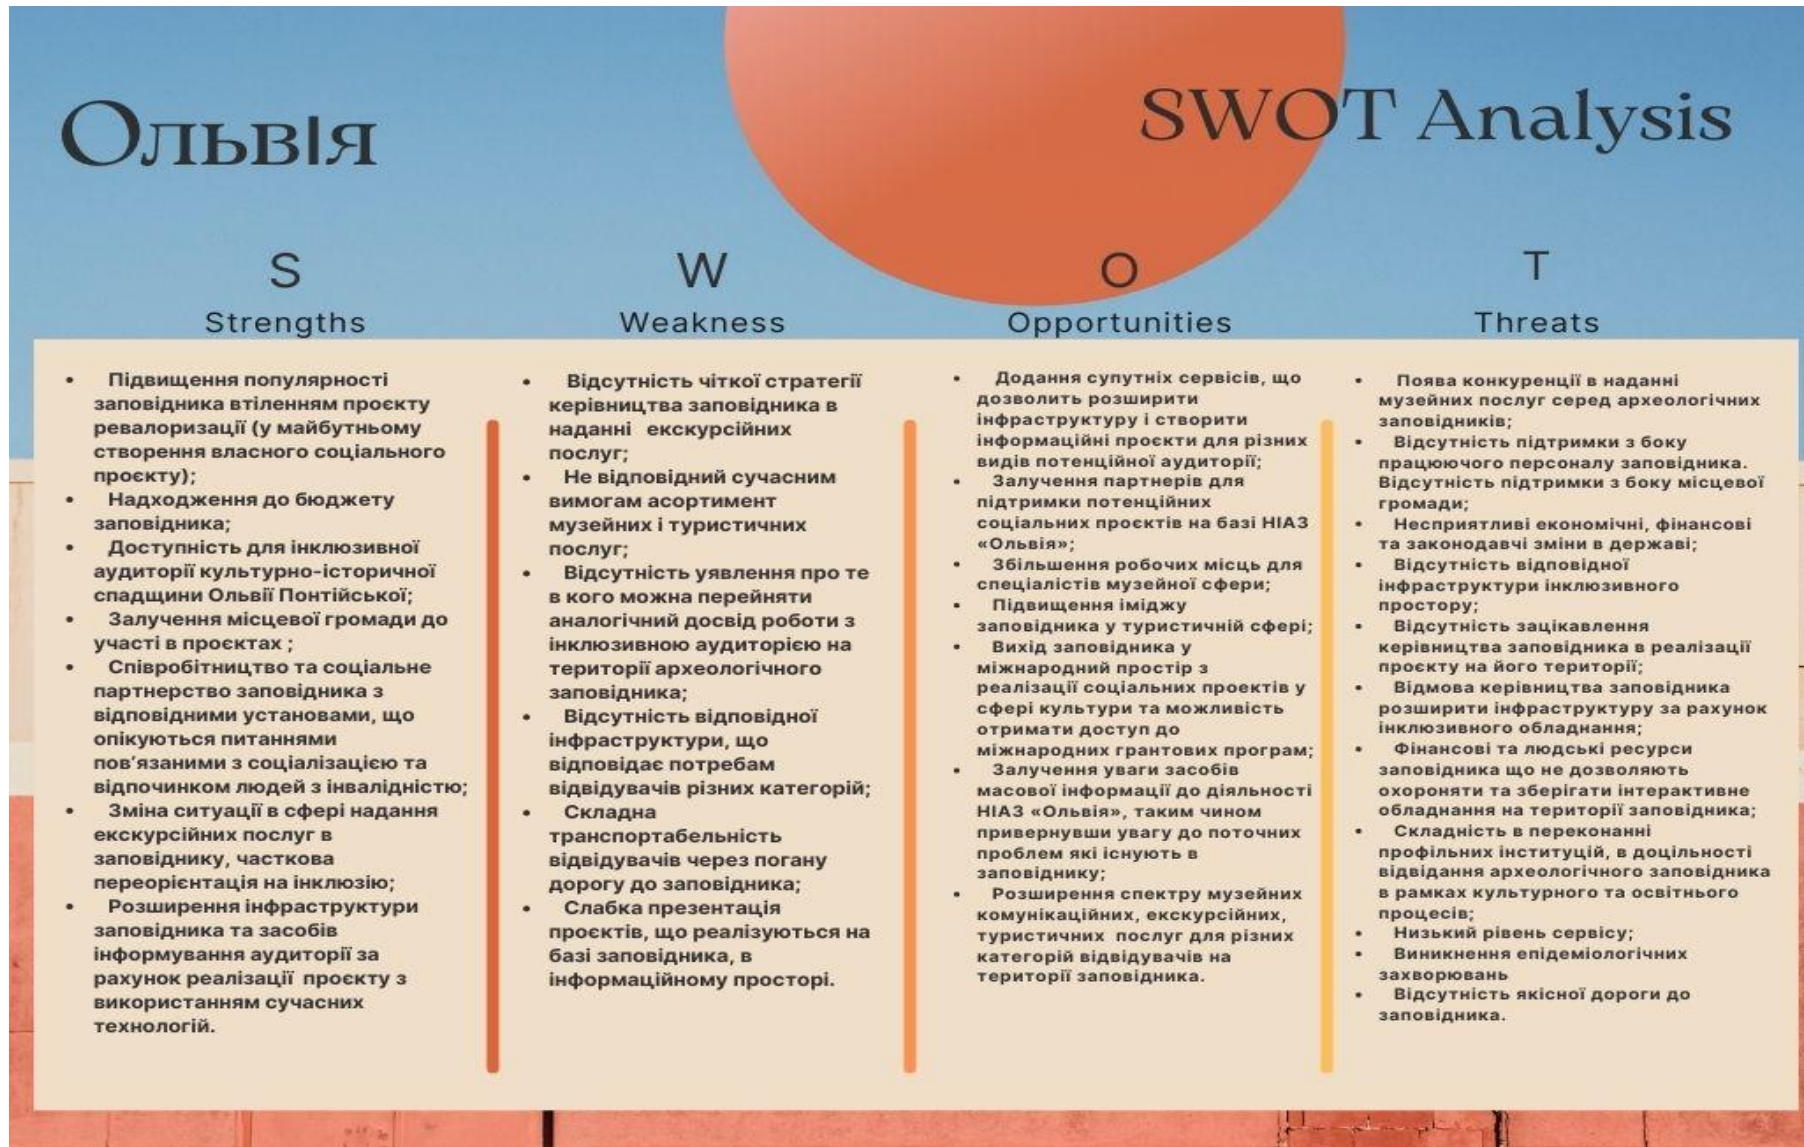 Ольвія
SWOT Analysis
S
Strengths
• Підвищення популярності
заповідника втіленням проєкту
ревалоризації (у майбутньому
створення власного соціального
проєкту);
• Надходження до бюджету
заповідника;
• Доступність для інклюзивної
аудиторії культурно-історичної
спадщини Ольвії Понтійської;
• Залучення місцевої громади до
участі в проєктах ;
• Співробітництво та соціальне
партнерство заповідника з
відповідними установами, що
опікуються питаннями
пов’язаними з соціалізацією та
відпочинком людей з інвалідністю;
• Зміна ситуації в сфері надання
екскурсійних послуг в
заповіднику, часткова
переорієнтація на інклюзію;
• Розширення інфраструктури
заповідника та засобів
інформування аудиторії за
рахунок реалізації проєкту з
використанням сучасних
технологій.
W
Weakness
• Відсутність чіткої стратегії
керівництва заповідника в
наданні екскурсійних
послуг;
• Не відповідний сучасним
вимогам асортимент
музейних і туристичних
послуг;
• Відсутність уявлення про те
в кого можна перейняти
аналогічний досвід роботи з
інклюзивною аудиторією на
території археологічного
заповідника;
• Відсутність відповідної
інфраструктури, що
відповідає потребам
відвідувачів різних категорій;
• Складна
транспортабельність
відвідувачів через погану
дорогу до заповідника;
• Слабка презентація
проєктів, що реалізуються на
базі заповідника, в
інформаційному просторі.
O
Opportunities
• Додання супутніх сервісів, що
дозволить розширити
інфраструктуру і створити
інформаційні проєкти для різних
видів потенційної аудиторії;
• Залучення партнерів для
підтримки потенційних
соціальних проєктів на базі НІАЗ
«Ольвія»;
• Збільшення робочих місць для
спеціалістів музейної сфери;
• Підвищення іміджу
заповідника у туристичній сфері;
• Вихід заповідника у
міжнародний простір з
реалізації соціальних проектів у
сфері культури та можливість
отримати доступ до
міжнародних грантових програм;
• Залучення уваги засобів
масової інформації до діяльності
НІАЗ «Ольвія», таким чином
привернувши увагу до поточних
проблем які існують в
заповіднику;
• Розширення спектру музейних
комунікаційних, екскурсійних,
туристичних послуг для різних
категорій відвідувачів на
території заповідника.
T
Threats
• Поява конкуренції в наданні
музейних послуг серед археологічних
заповідників;
• Відсутність підтримки з боку
працюючого персоналу заповідника.
Відсутність підтримки з боку місцевої
громади;
• Несприятливі економічні, фінансові
та законодавчі зміни в державі;
• Відсутність відповідної
інфраструктури інклюзивного
простору;
• Відсутність зацікавлення
керівництва заповідника в реалізації
проєкту на його території;
• Відмова керівництва заповідника
розширити інфраструктуру за рахунок
інклюзивного обладнання;
• Фінансові та людські ресурси
заповідника що не дозволяють
охороняти та зберігати інтерактивне
обладнання на території заповідника;
• Складність в переконанні
профільних інституцій, в доцільності
відвідання археологічного заповідника
в рамках культурного та освітнього
процесів;
• Низький рівень сервісу;
• Виникнення епідеміологічних
захворювань
• Відсутність якісної дороги до
заповідника.